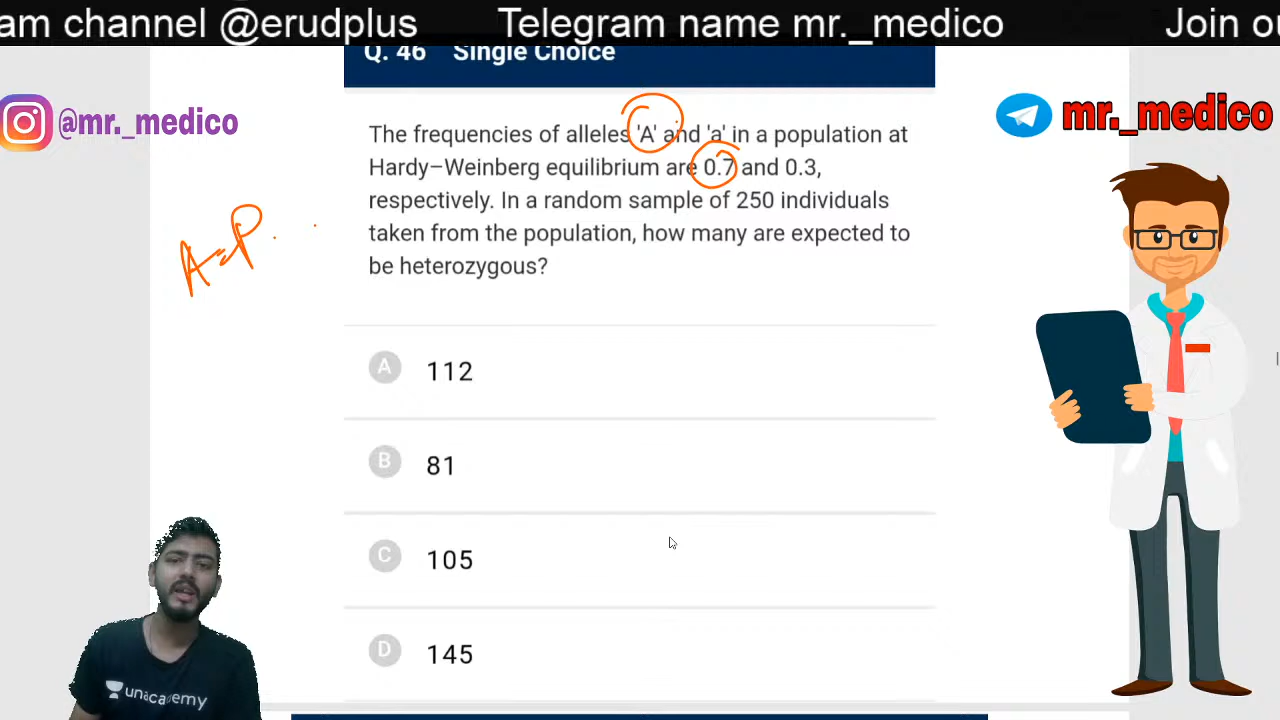 am channel @erudplus Telegram name mr._medico Join ou
Q. 46 Single Choice
@mr._medico
mr._medico
The frequencies of alleles 'A' and 'a' in a population at
Hardy–Weinberg equilibrium are 0.7 and 0.3,
respectively. In a random sample of 250 individuals
taken from the population, how many are expected to
be heterozygous?
A=P
A 112
B 81
C 105
D 145
unacademy